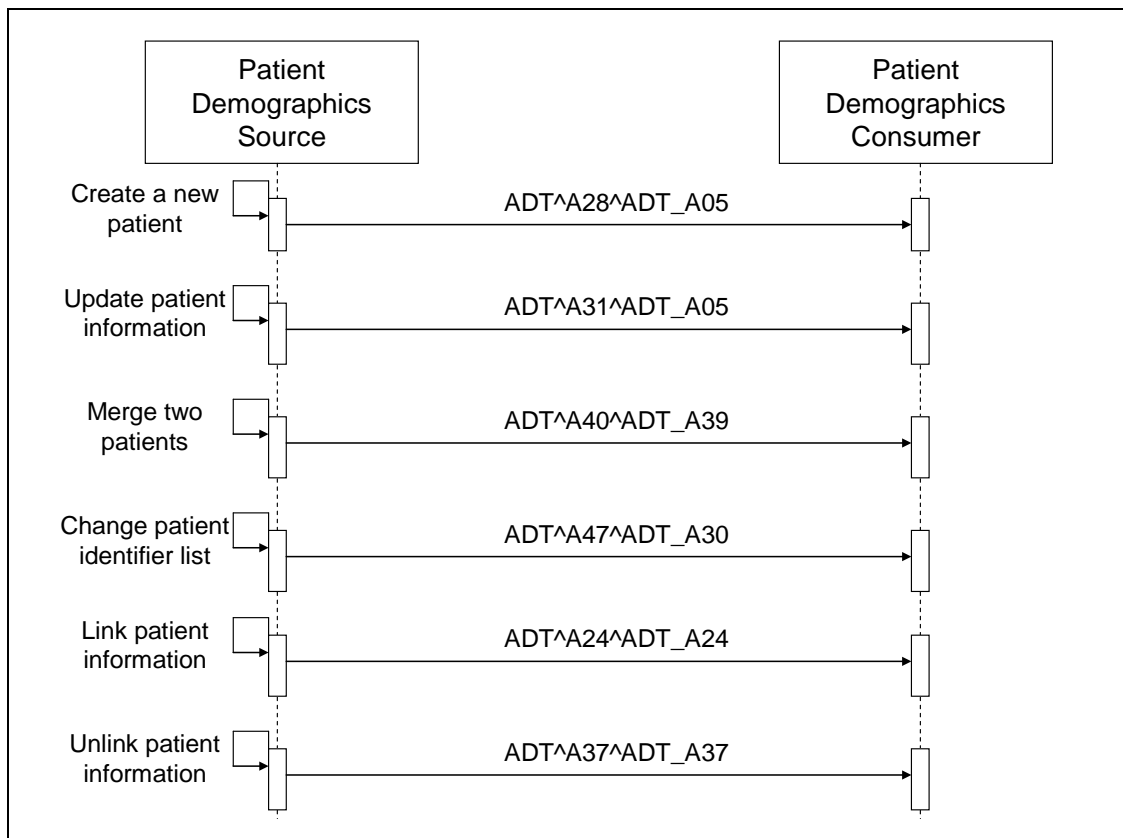 Patient
Demographics
Source
Patient
Demographics
Consumer
Create a new
patient
ADT^A28^ADT_A05
Update patient
information
ADT^A31^ADT_A05
Merge two
patients
ADT^A40^ADT_A39
Change patient
identifier list
ADT^A47^ADT_A30
Link patient
information
ADT^A24^ADT_A24
Unlink patient
information
ADT^A37^ADT_A37